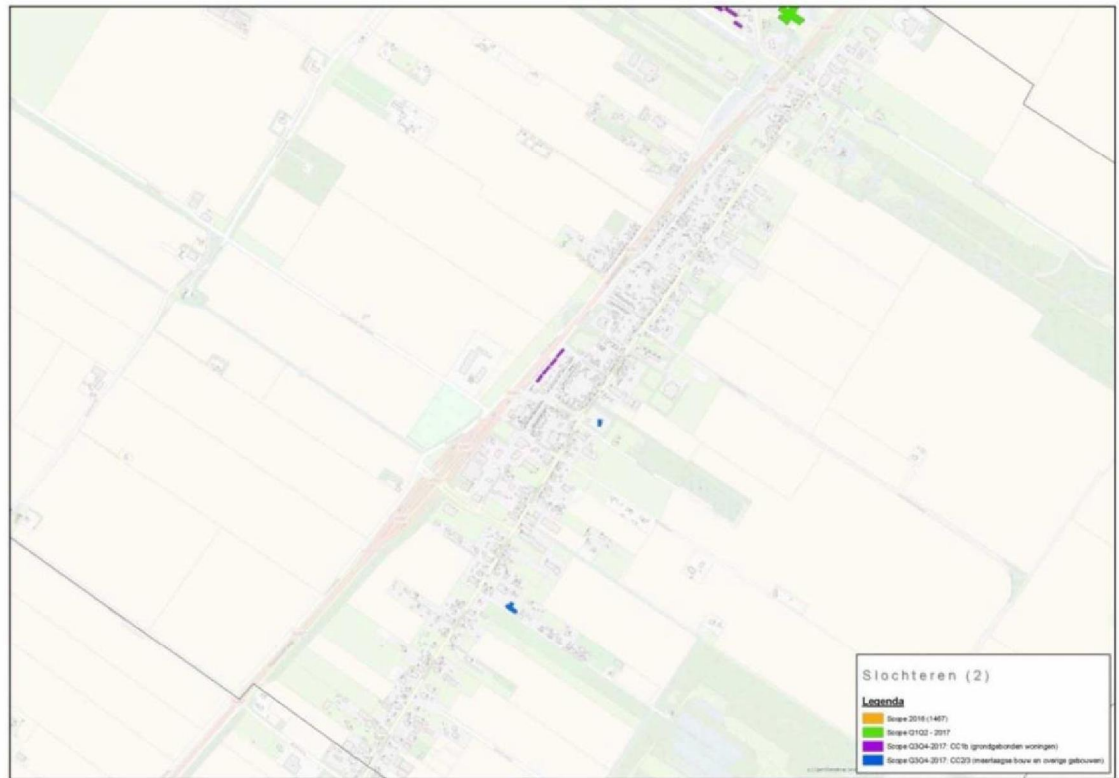 Slochteren (2)
Legenda
Scope 2016 (1467)
Scope Q1Q2 - 2017
Scope Q3Q4-2017: CC1b (grondgebonden woningen)
Scope Q3Q4-2017: CC2/3 (meerlaagse bouw en overige gebouwen)